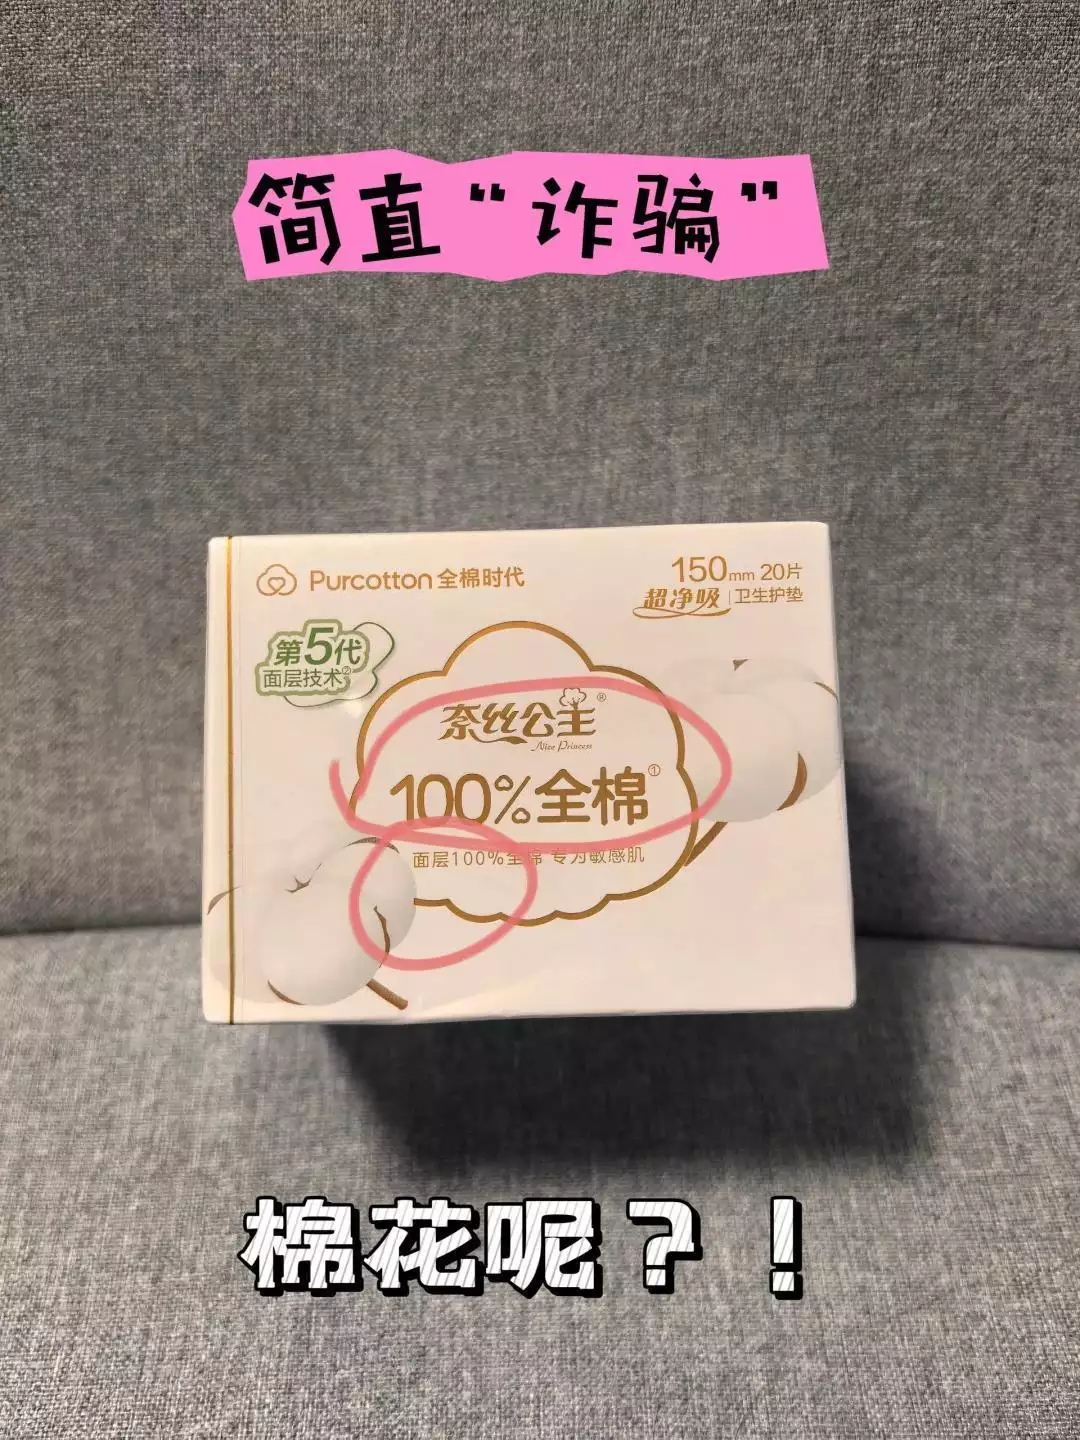 简直“诈骗”
Purcotton 全棉时代
150mm 20片
超净吸 | 卫生护垫
第5代
面层技术②
奈丝公主®
Nice Princess
100%全棉①
面层100%全棉 专为敏感肌
棉花呢？！